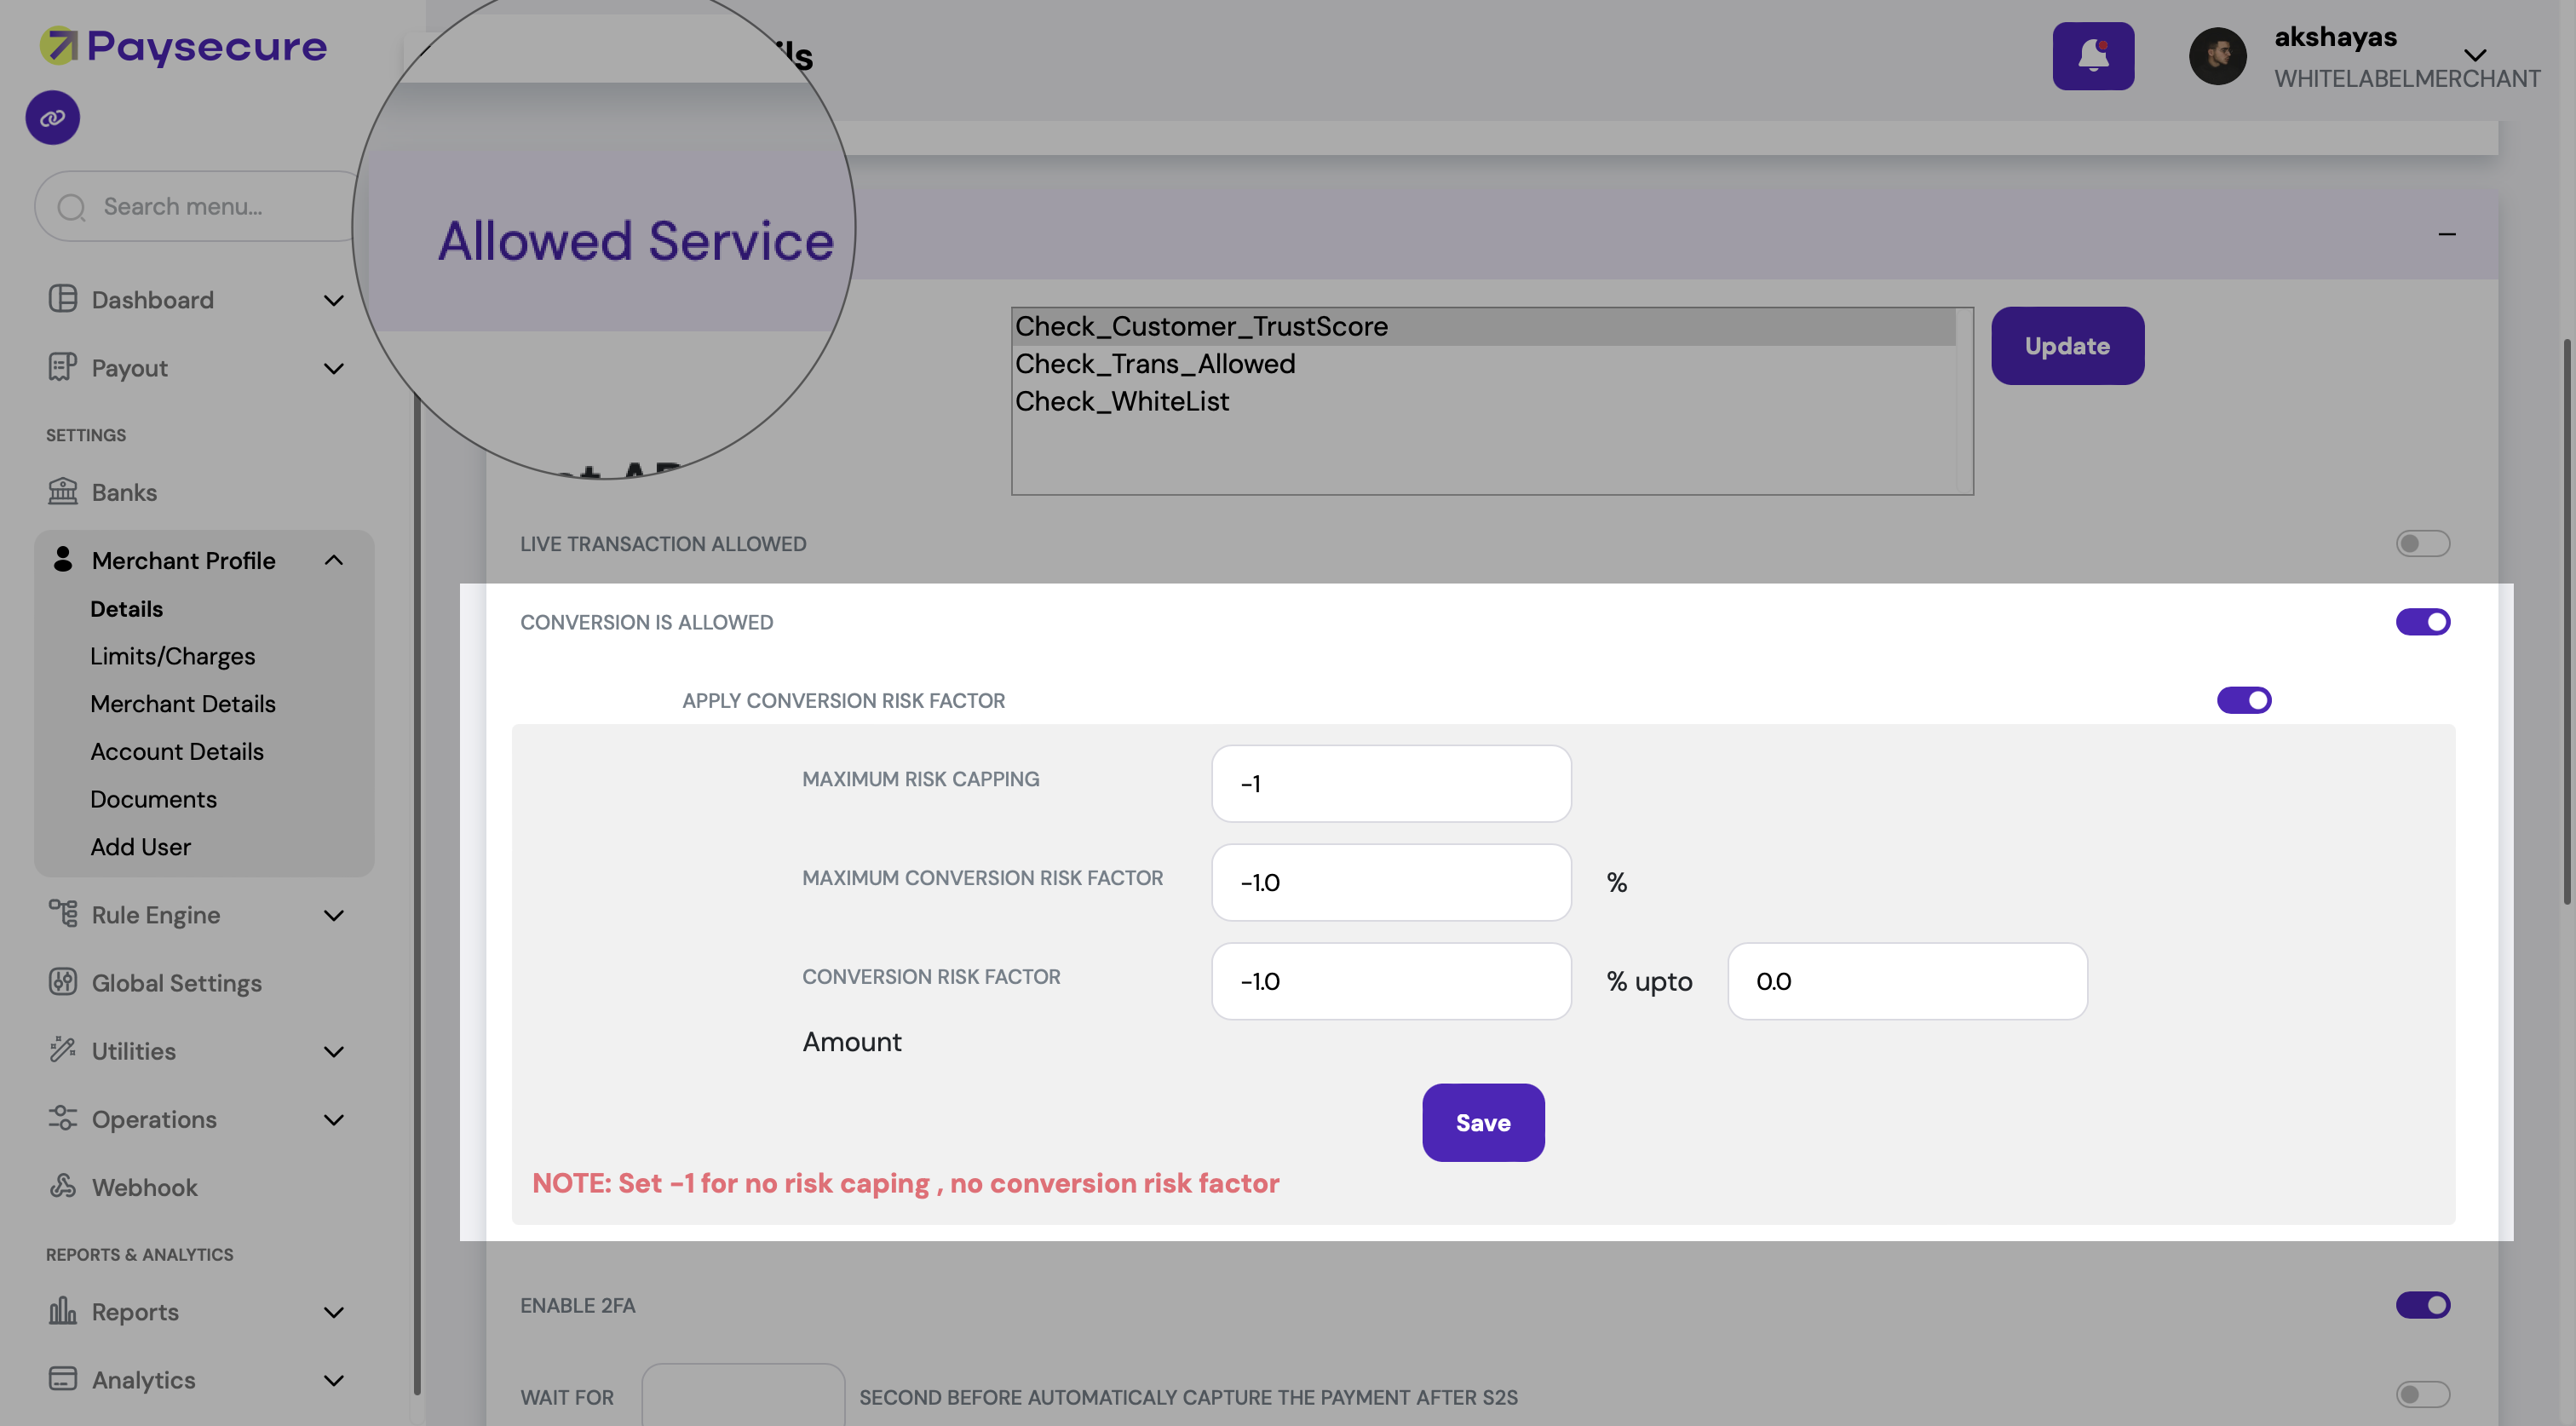 Paysecure
ls
akshayas
WHITELABELMERCHANT
Search menu...
Allowed Service
Dashboard
Payout
SETTINGS
Banks
Merchant Profile
Details
Limits/Charges
Merchant Details
Account Details
Documents
Add User
Rule Engine
Global Settings
Utilities
Operations
Webhook
REPORTS & ANALYTICS
Reports
Analytics
Check_Customer_TrustScore
Check_Trans_Allowed
Check_WhiteList
Update
LIVE TRANSACTION ALLOWED
CONVERSION IS ALLOWED
APPLY CONVERSION RISK FACTOR
MAXIMUM RISK CAPPING -1
MAXIMUM CONVERSION RISK FACTOR -1.0 %
CONVERSION RISK FACTOR -1.0 % upto 0.0
Amount
Save
NOTE: Set -1 for no risk caping , no conversion risk factor
ENABLE 2FA
WAIT FOR SECOND BEFORE AUTOMATICALY CAPTURE THE PAYMENT AFTER S2S